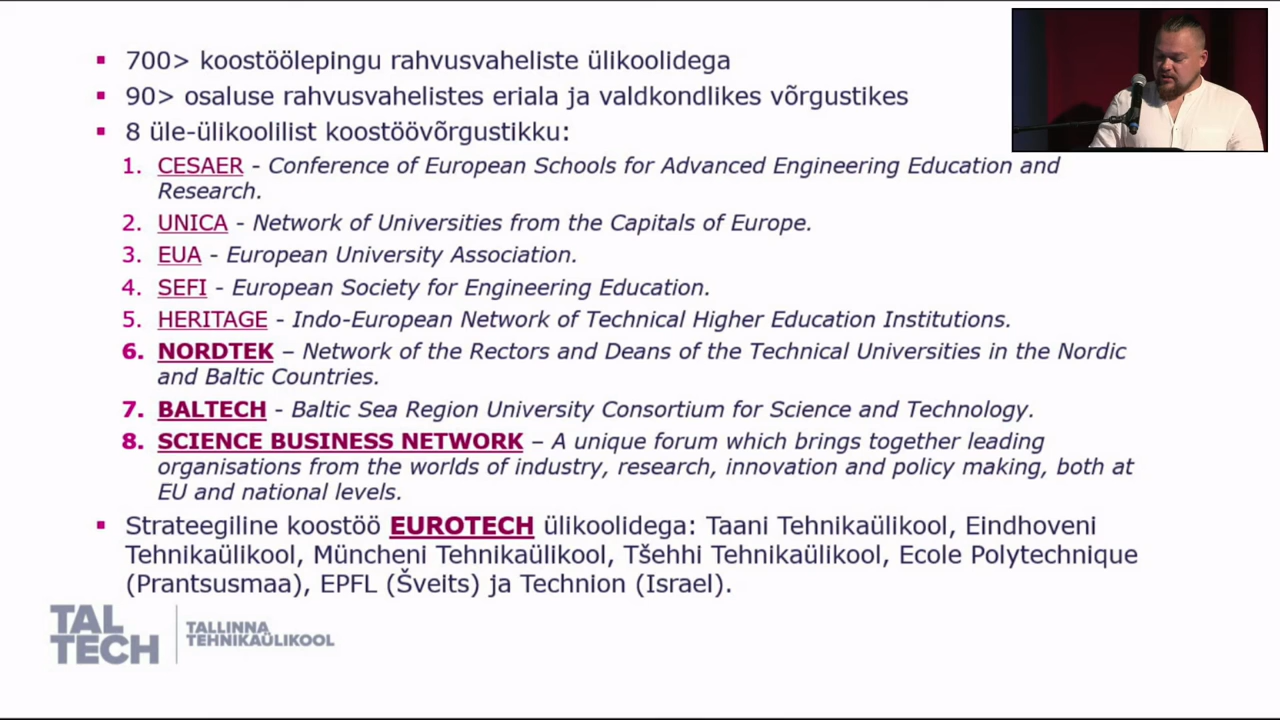 ▪ 700> koostöölepingu rahvusvaheliste ülikoolidega
▪ 90> osaluse rahvusvahelistes eriala ja valdkondlikes võrgustikes
▪ 8 üle-ülikoolilist koostöövõrgustikku:
1. CESAER - Conference of European Schools for Advanced Engineering Education and
Research.
2. UNICA - Network of Universities from the Capitals of Europe.
3. EUA - European University Association.
4. SEFI - European Society for Engineering Education.
5. HERITAGE - Indo-European Network of Technical Higher Education Institutions.
6. NORDTEK – Network of the Rectors and Deans of the Technical Universities in the Nordic
and Baltic Countries.
7. BALTECH - Baltic Sea Region University Consortium for Science and Technology.
8. SCIENCE BUSINESS NETWORK – A unique forum which brings together leading
organisations from the worlds of industry, research, innovation and policy making, both at
EU and national levels.
▪ Strateegiline koostöö EUROTECH ülikoolidega: Taani Tehnikaülikool, Eindhoveni
Tehnikaülikool, Müncheni Tehnikaülikool, Tšehhi Tehnikaülikool, Ecole Polytechnique
(Prantsusmaa), EPFL (Šveits) ja Technion (Israel).
TAL
TECH
TALLINNA
TEHNIKAÜLIKOOL